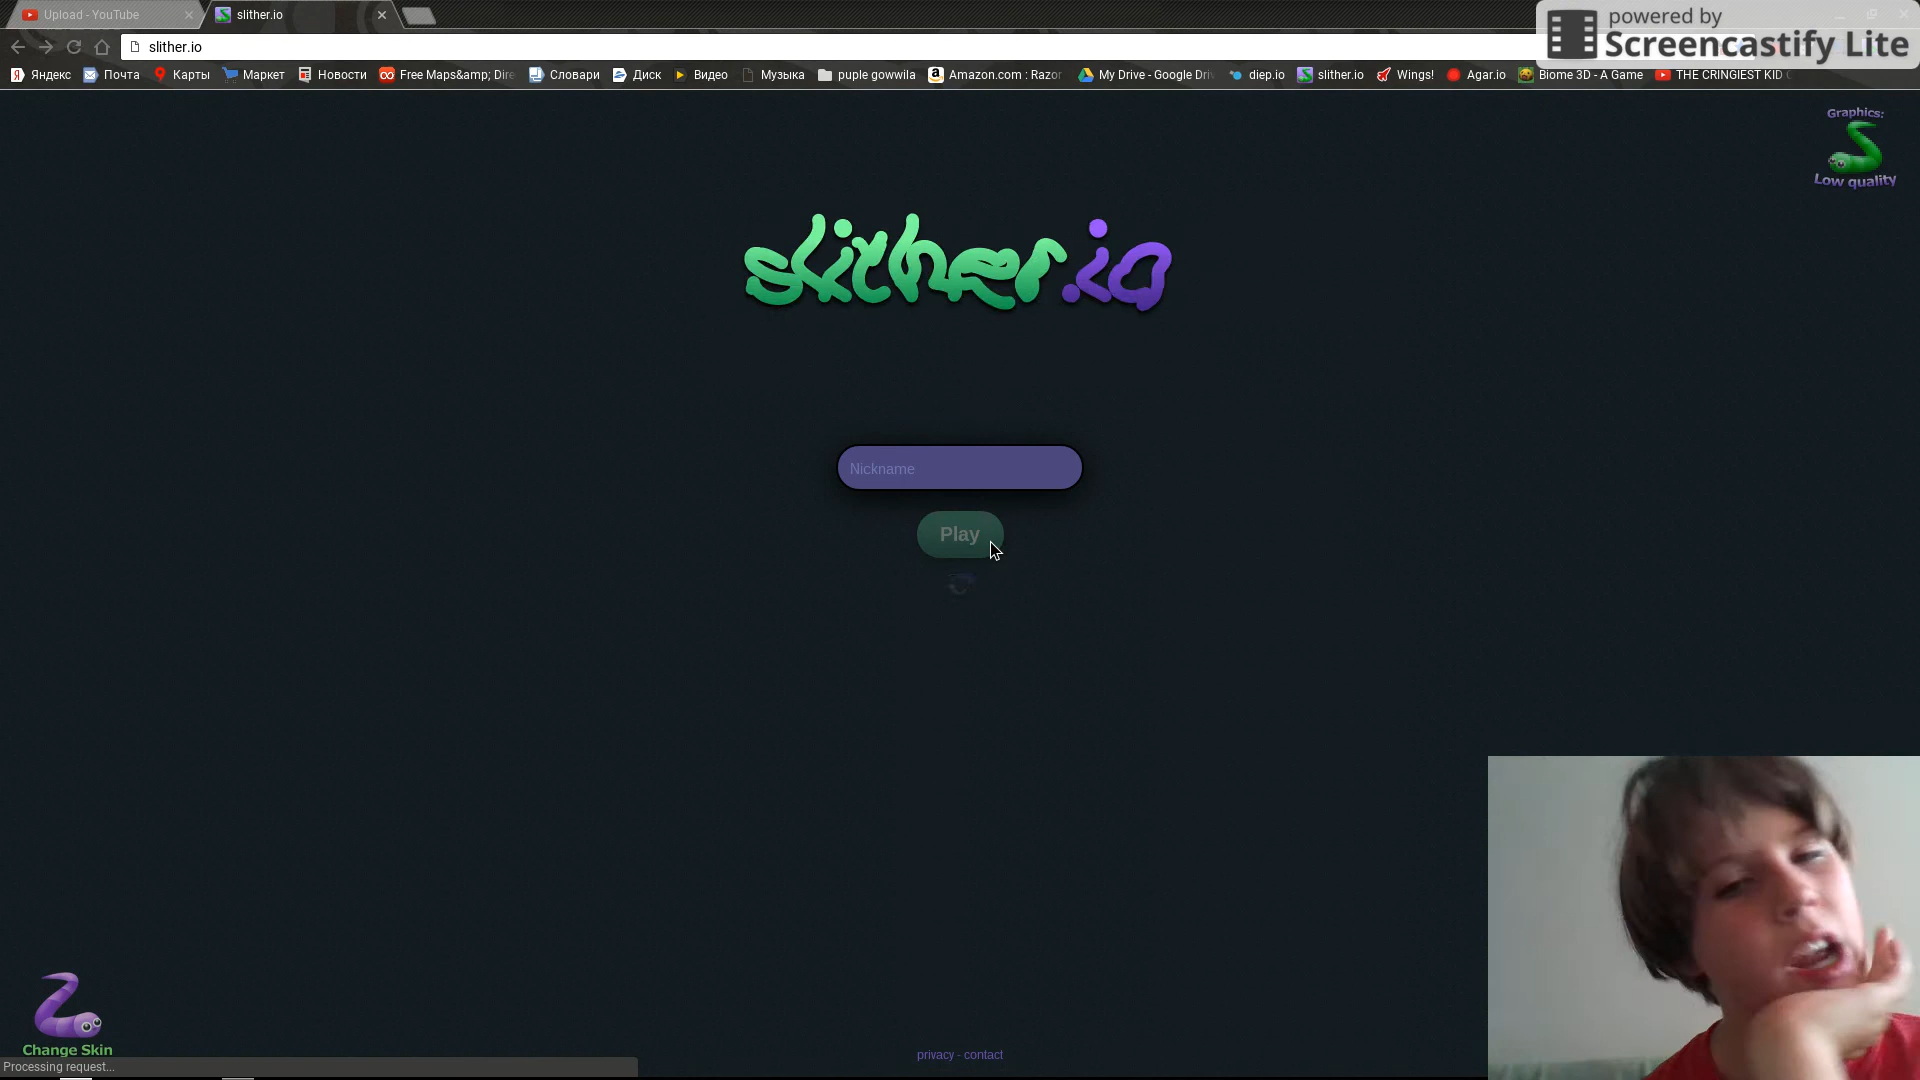 Upload - YouTube
slither.io
powered by
Screencastify Lite
slither.io
Яндекс
Почта
Карты
Маркет
Новости
Free Maps&amp; Dire
Словари
Диск
Видео
Музыка
puple gowwila
Amazon.com : Razor
My Drive - Google Driv
diep.io
slither.io
Wings!
Agar.io
Biome 3D - A Game
THE CRINGIEST KID
Graphics:
Low quality
slither.io
Nickname
Play
Change Skin
privacy - contact
Processing request...